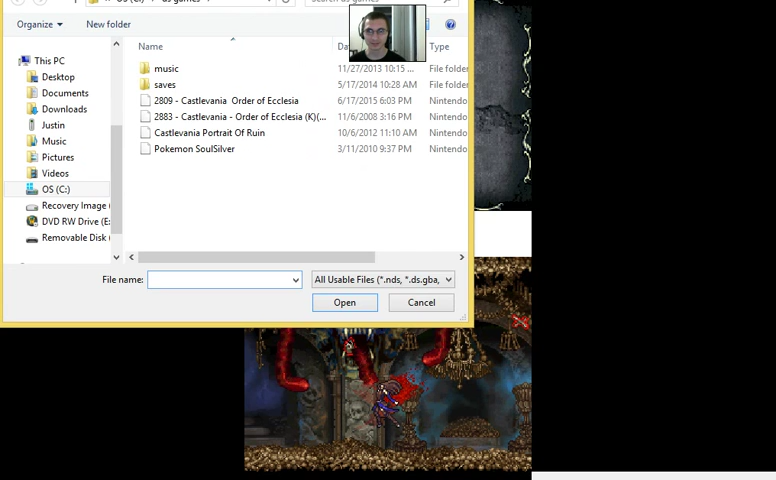 OS (C:) ds games
Organize New folder
Name Type
This PC
Desktop
Documents
Downloads
Justin
Music
Pictures
Videos
OS (C:)
Recovery Image
DVD RW Drive (E:
Removable Disk
music 11/27/2013 10:15 ... File folder
saves 5/17/2014 10:28 AM File folder
2809 - Castlevania Order of Ecclesia 6/17/2015 6:03 PM Nintendo
2883 - Castlevania - Order of Ecclesia (K)(... 11/6/2008 3:16 PM Nintendo
Castlevania Portrait Of Ruin 10/6/2012 11:10 AM Nintendo
Pokemon SoulSilver 3/11/2010 9:37 PM Nintendo
File name: All Usable Files (*.nds, *.ds.gba,
Open Cancel